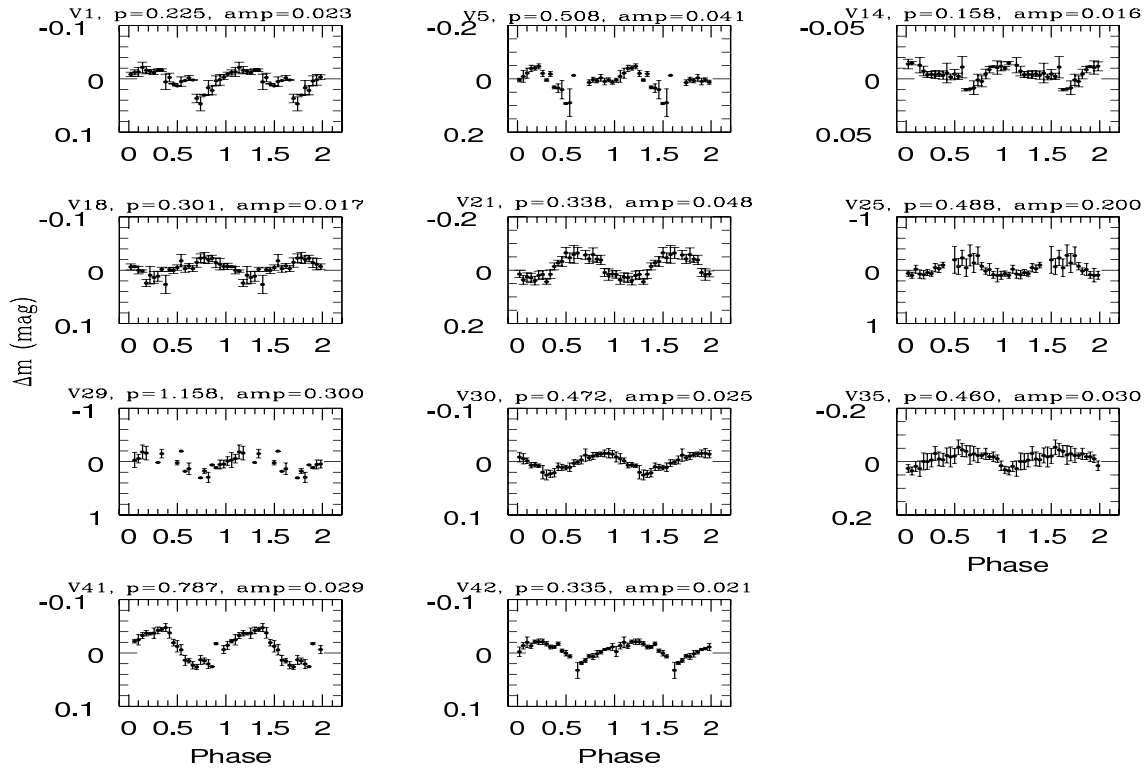 V1, p=0.225, amp=0.023
V5, p=0.508, amp=0.041
V14, p=0.158, amp=0.016
-0.1
0
0.1
0 0.5 1 1.5 2
-0.2
0
0.2
0 0.5 1 1.5 2
-0.05
0
0.05
0 0.5 1 1.5 2
V18, p=0.301, amp=0.017
V21, p=0.338, amp=0.048
V25, p=0.488, amp=0.200
-0.1
0
0.1
0 0.5 1 1.5 2
-0.2
0
0.2
0 0.5 1 1.5 2
-1
0
1
0 0.5 1 1.5 2
Δm (mag)
V29, p=1.158, amp=0.300
V30, p=0.472, amp=0.025
V35, p=0.460, amp=0.030
-1
0
1
0 0.5 1 1.5 2
-0.1
0
0.1
0 0.5 1 1.5 2
-0.2
0
0.2
0 0.5 1 1.5 2
Phase
V41, p=0.787, amp=0.029
V42, p=0.335, amp=0.021
-0.1
0
0.1
0 0.5 1 1.5 2
Phase
-0.1
0
0.1
0 0.5 1 1.5 2
Phase